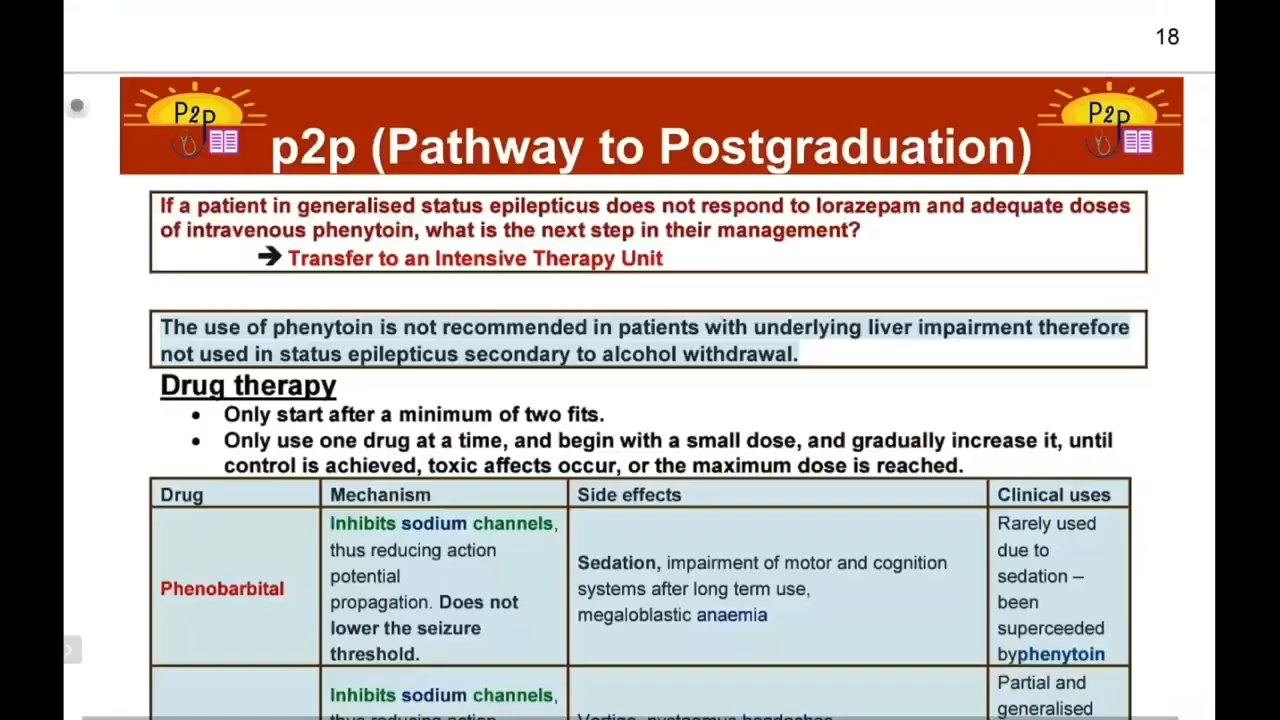 18
P2P
P2P
p2p (Pathway to Postgraduation)
If a patient in generalised status epilepticus does not respond to lorazepam and adequate doses
of intravenous phenytoin, what is the next step in their management?
➔ Transfer to an Intensive Therapy Unit
The use of phenytoin is not recommended in patients with underlying liver impairment therefore
not used in status epilepticus secondary to alcohol withdrawal.
Drug therapy
• Only start after a minimum of two fits.
• Only use one drug at a time, and begin with a small dose, and gradually increase it, until
control is achieved, toxic affects occur, or the maximum dose is reached.
Drug
Mechanism
Side effects
Clinical uses
Phenobarbital
Inhibits sodium channels,
thus reducing action
potential
propagation. Does not
lower the seizure
threshold.
Sedation, impairment of motor and cognition
systems after long term use,
megaloblastic anaemia
Rarely used
due to
sedation –
been
superceeded
byphenytoin
Inhibits sodium channels,
thus reducing action
Partial and
generalised